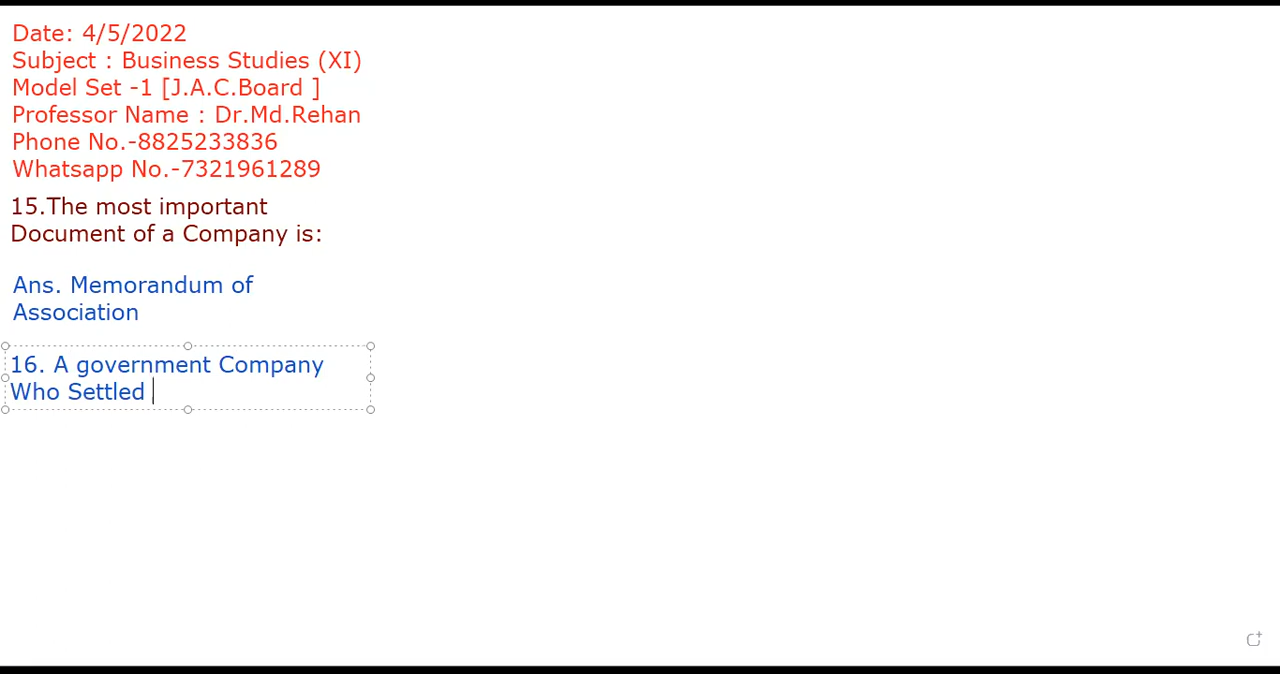 Date: 4/5/2022
Subject : Business Studies (XI)
Model Set -1 [J.A.C.Board ]
Professor Name : Dr.Md.Rehan
Phone No.-8825233836
Whatsapp No.-7321961289
15.The most important
Document of a Company is:
Ans. Memorandum of
Association
16. A government Company
Who Settled